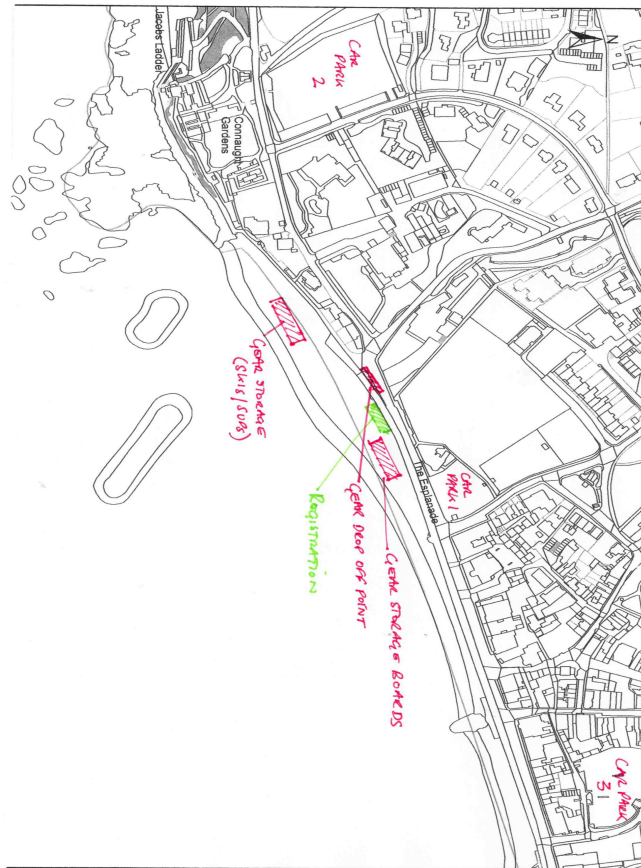 Jacobs Ladder
Connaught
Gardens
CAR
PARK
2
N
GEAR STORAGE
(SKIS/SUPS)
The Esplanade
CAR
PARK 1
REGISTRATION
GEAR DROP OFF POINT
GEAR STORAGE BOARDS
CAR PARK
3